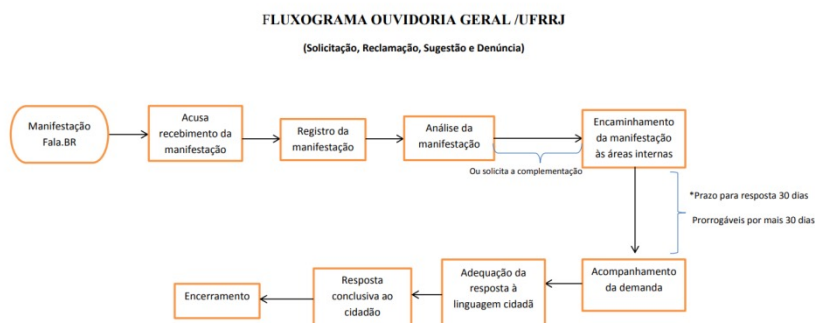 FLUXOGRAMA OUVIDORIA GERAL /UFRRJ
(Solicitação, Reclamação, Sugestão e Denúncia)
Manifestação
Fala.BR
Acusa
recebimento da
manifestação
Registro da
manifestação
Análise da
manifestação
Ou solicita a complementação
Encaminhamento
da manifestação
às áreas internas
*Prazo para resposta 30 dias
Prorrogáveis por mais 30 dias
Acompanhamento
da demanda
Adequação da
resposta à
linguagem cidadã
Resposta
conclusiva ao
cidadão
Encerramento